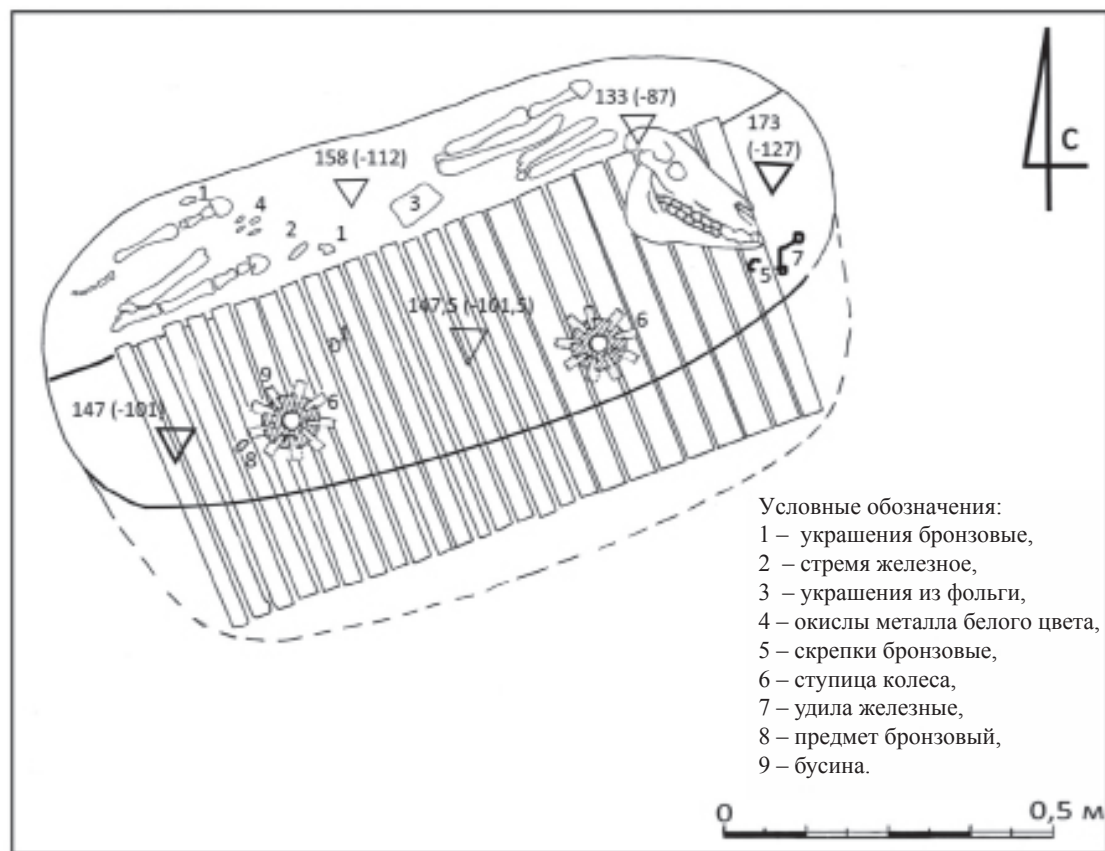 133 (-87)
173
(-127)
С
158 (-112)
1
4
3
2
1
7
5
147,5 (-101,5)
6
1
9
6
147 (-101)
8
Условные обозначения:
1 – украшения бронзовые,
2 – стремя железное,
3 – украшения из фольги,
4 – окислы металла белого цвета,
5 – скрепки бронзовые,
6 – ступица колеса,
7 – удила железные,
8 – предмет бронзовый,
9 – бусина.
0
0,5 м